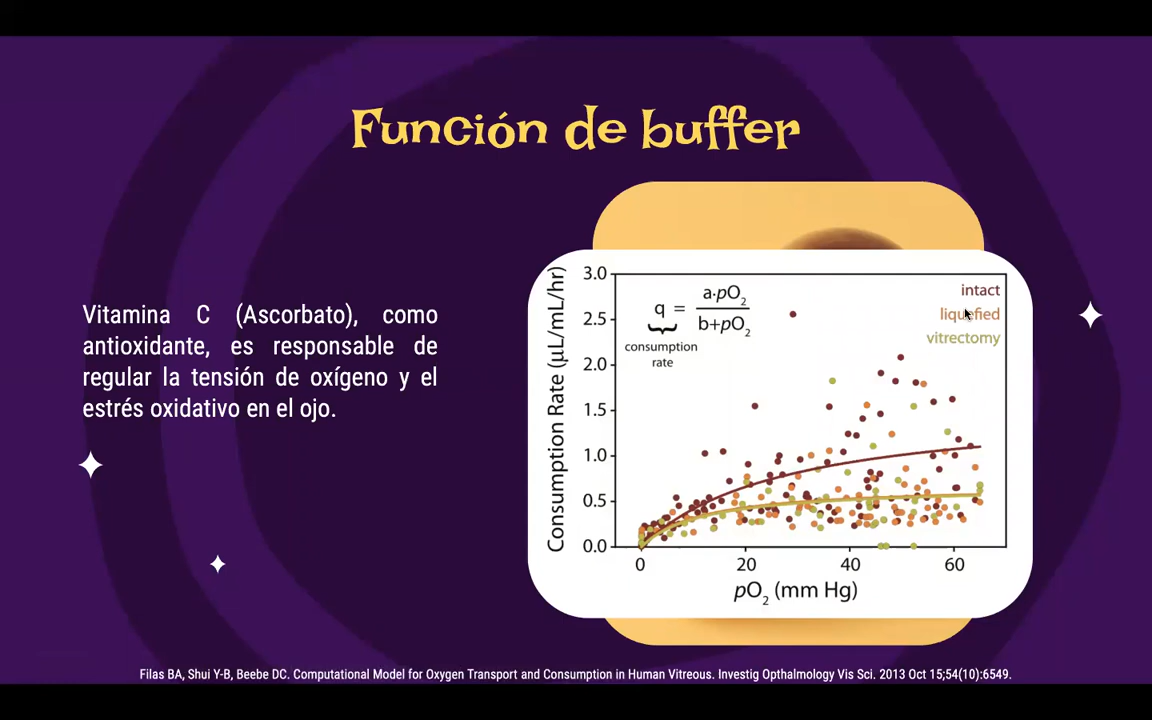 Función de buffer
Vitamina C (Ascorbato), como
antioxidante, es responsable de
regular la tensión de oxígeno y el
estrés oxidativo en el ojo.
Consumption Rate (µL/mL/hr)
3.0
2.5
2.0
1.5
1.0
0.5
0.0
q = a·pO2
b+pO2
consumption
rate
intact
liquefied
vitrectomy
0 20 40 60
pO2 (mm Hg)
Filas BA, Shui Y-B, Beebe DC. Computational Model for Oxygen Transport and Consumption in Human Vitreous. Investig Opthalmology Vis Sci. 2013 Oct 15;54(10):6549.